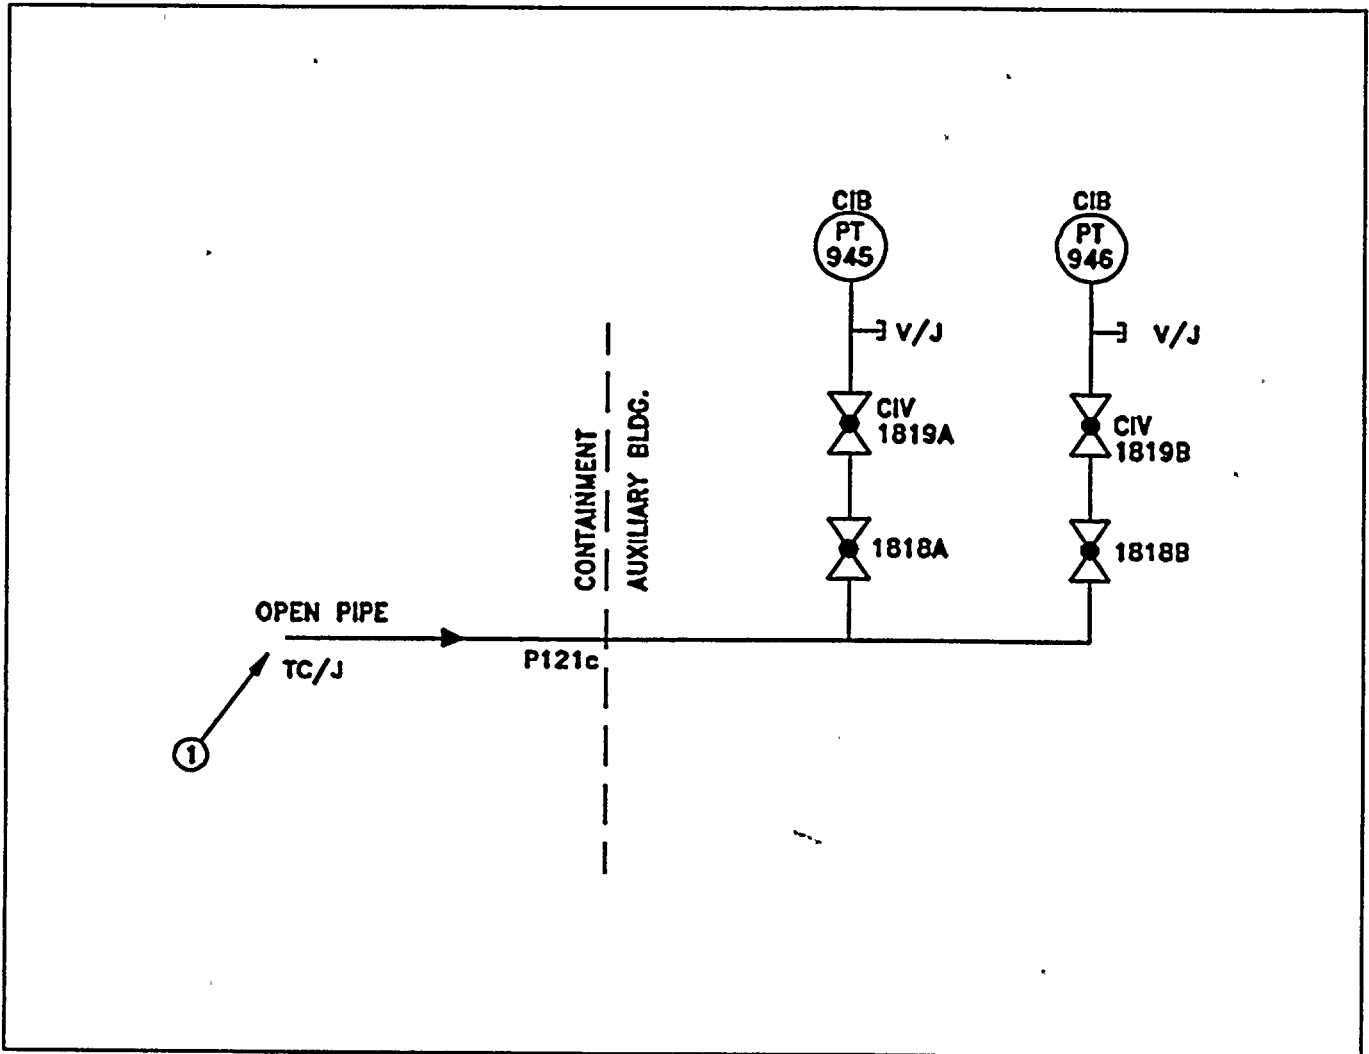 CIB
PT
945
CIB
PT
946
V/J
V/J
CIV
1819A
CIV
1819B
CONTAINMENT
AUXILIARY BLDG.
1818A
1818B
OPEN PIPE
TC/J
P121c
1